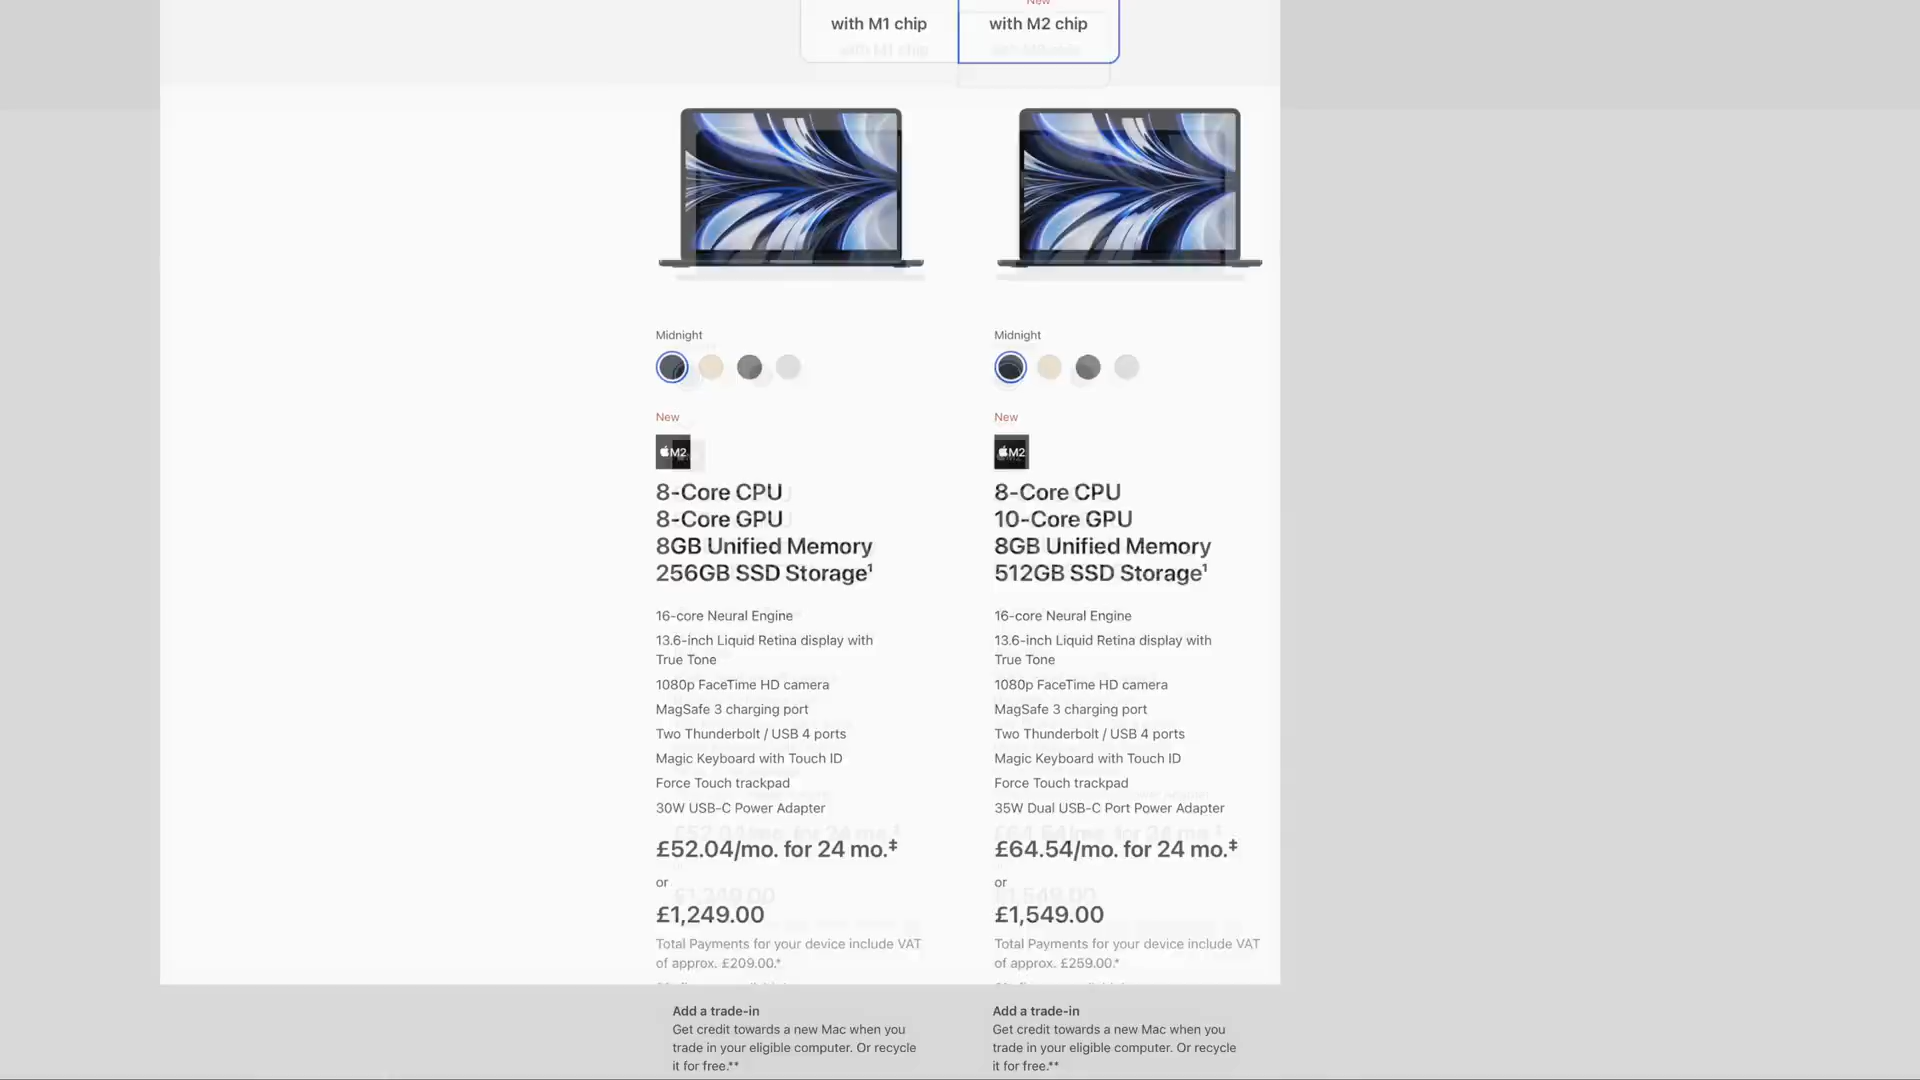 New
with M1 chip
with M2 chip
Midnight
New
M2
8-Core CPU
8-Core GPU
8GB Unified Memory
256GB SSD Storage¹
16-core Neural Engine
13.6-inch Liquid Retina display with
True Tone
1080p FaceTime HD camera
MagSafe 3 charging port
Two Thunderbolt / USB 4 ports
Magic Keyboard with Touch ID
Force Touch trackpad
30W USB-C Power Adapter
£52.04/mo. for 24 mo.‡
or
£1,249.00
Total Payments for your device include VAT
of approx. £209.00.*
Add a trade-in
Get credit towards a new Mac when you
trade in your eligible computer. Or recycle
it for free.**
Midnight
New
M2
8-Core CPU
10-Core GPU
8GB Unified Memory
512GB SSD Storage¹
16-core Neural Engine
13.6-inch Liquid Retina display with
True Tone
1080p FaceTime HD camera
MagSafe 3 charging port
Two Thunderbolt / USB 4 ports
Magic Keyboard with Touch ID
Force Touch trackpad
35W Dual USB-C Port Power Adapter
£64.54/mo. for 24 mo.‡
or
£1,549.00
Total Payments for your device include VAT
of approx. £259.00.*
Add a trade-in
Get credit towards a new Mac when you
trade in your eligible computer. Or recycle
it for free.**